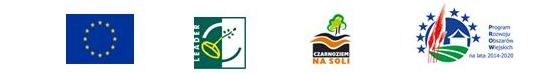 LEADER
CZARNOZIEM
NA SOLI
Program
Rozwoju
Obszarów
Wiejskich
na lata 2014-2020